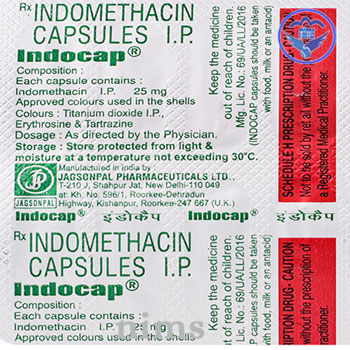 Rx INDOMETHACIN
CAPSULES I.P.
Indocap®
Composition :
Each capsule contains :
Indomethacin I.P. 25 mg
Approved colours used in the shells
Colours : Titanium dioxide I.P.,
Erythrosine & Tartrazine
Dosage : As directed by the Physician.
Storage : Store protected from light &
moisture at a temperature not exceeding 30°C.
Manufactured in India by :
JAGSONPAL PHARMACEUTICALS LTD.,
T-210 J, Shahpur Jat, New Delhi-110 049
at: Kh. No. 596/1, Roorkee-Dehradun
Highway, Kishanpur, Roorkee-247 667 (U.K.)
JAGSONPAL
Indocap® इंडोकैप Indocap® इंडोकैप
Keep the medicine
out of reach of children.
Mfg. Lic. No.: 69/UA/LL/2016
(INDOCAP capsules should be taken
with food, milk or an antacid)
SCHEDULE H PRESCRIPTION DRUG
Not to be sold by retail without the
a Registered Medical Practitioner.
Rx INDOMETHACIN
CAPSULES I.P.
Indocap®
Composition :
Each capsule contains :
Indomethacin I.P. mg
Approved colours used in the shells
Keep the medicine
out of reach of children.
Lic. No.: 69/UA/LL/2016
capsules should be taken
with food, milk or an antacid)
PRESCRIPTION DRUG- CAUTION
without the prescription of
Medical Practitioner.
nims